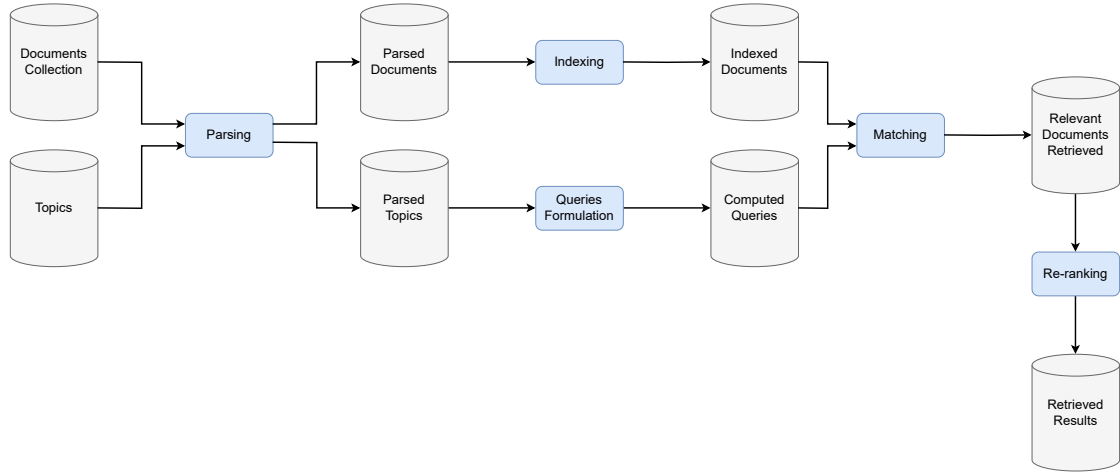 Documents
Collection
Parsed
Documents
Indexing
Indexed
Documents
Parsing
Matching
Relevant
Documents
Retrieved
Topics
Parsed
Topics
Queries
Formulation
Computed
Queries
Re-ranking
Retrieved
Results